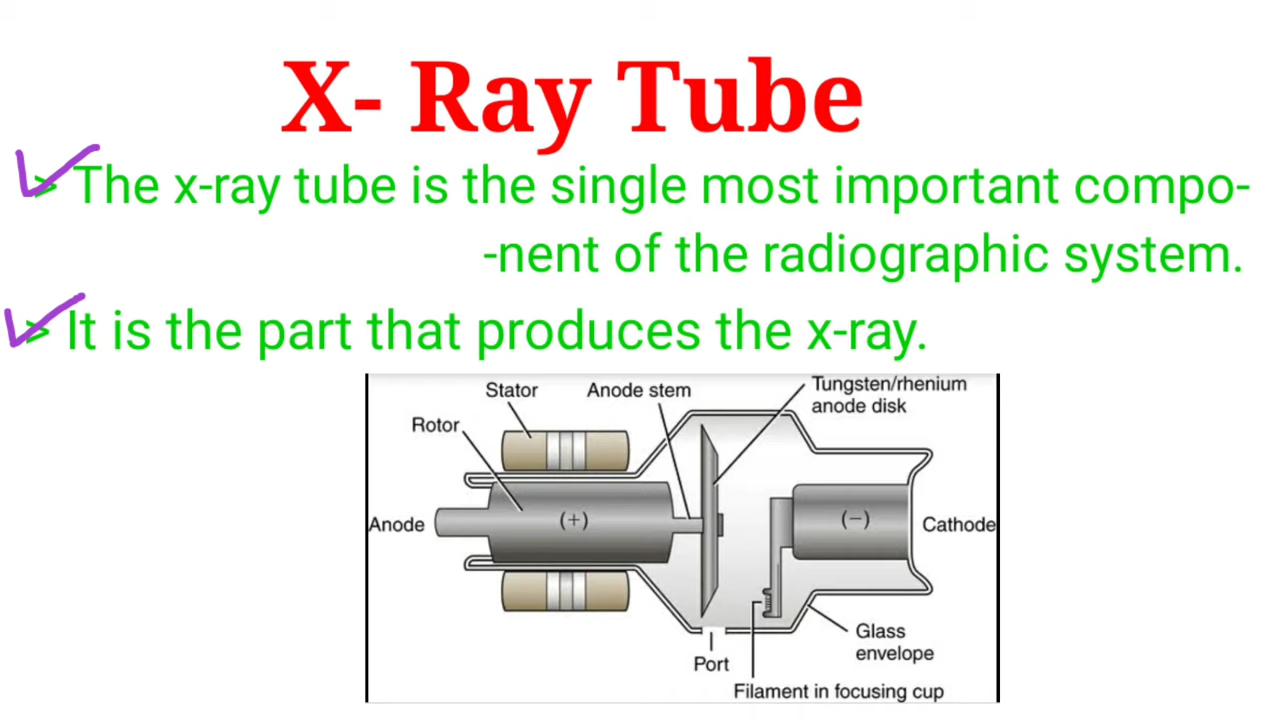 X- Ray Tube
> The x-ray tube is the single most important compo-
-nent of the radiographic system.
> It is the part that produces the x-ray.
Stator
Anode stem
Tungsten/rhenium
anode disk
Rotor
Anode
(+)
(−)
Cathode
Glass
envelope
Port
Filament in focusing cup